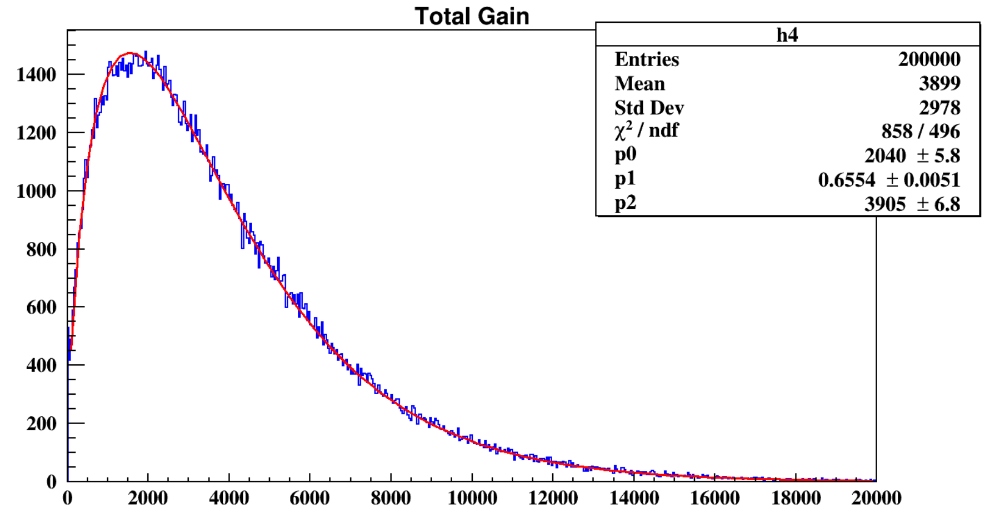 Total Gain
h4
Entries 200000
Mean 3899
Std Dev 2978
χ² / ndf 858 / 496
p0 2040 ± 5.8
p1 0.6554 ± 0.0051
p2 3905 ± 6.8
1400
1200
1000
800
600
400
200
0
0 2000 4000 6000 8000 10000 12000 14000 16000 18000 20000